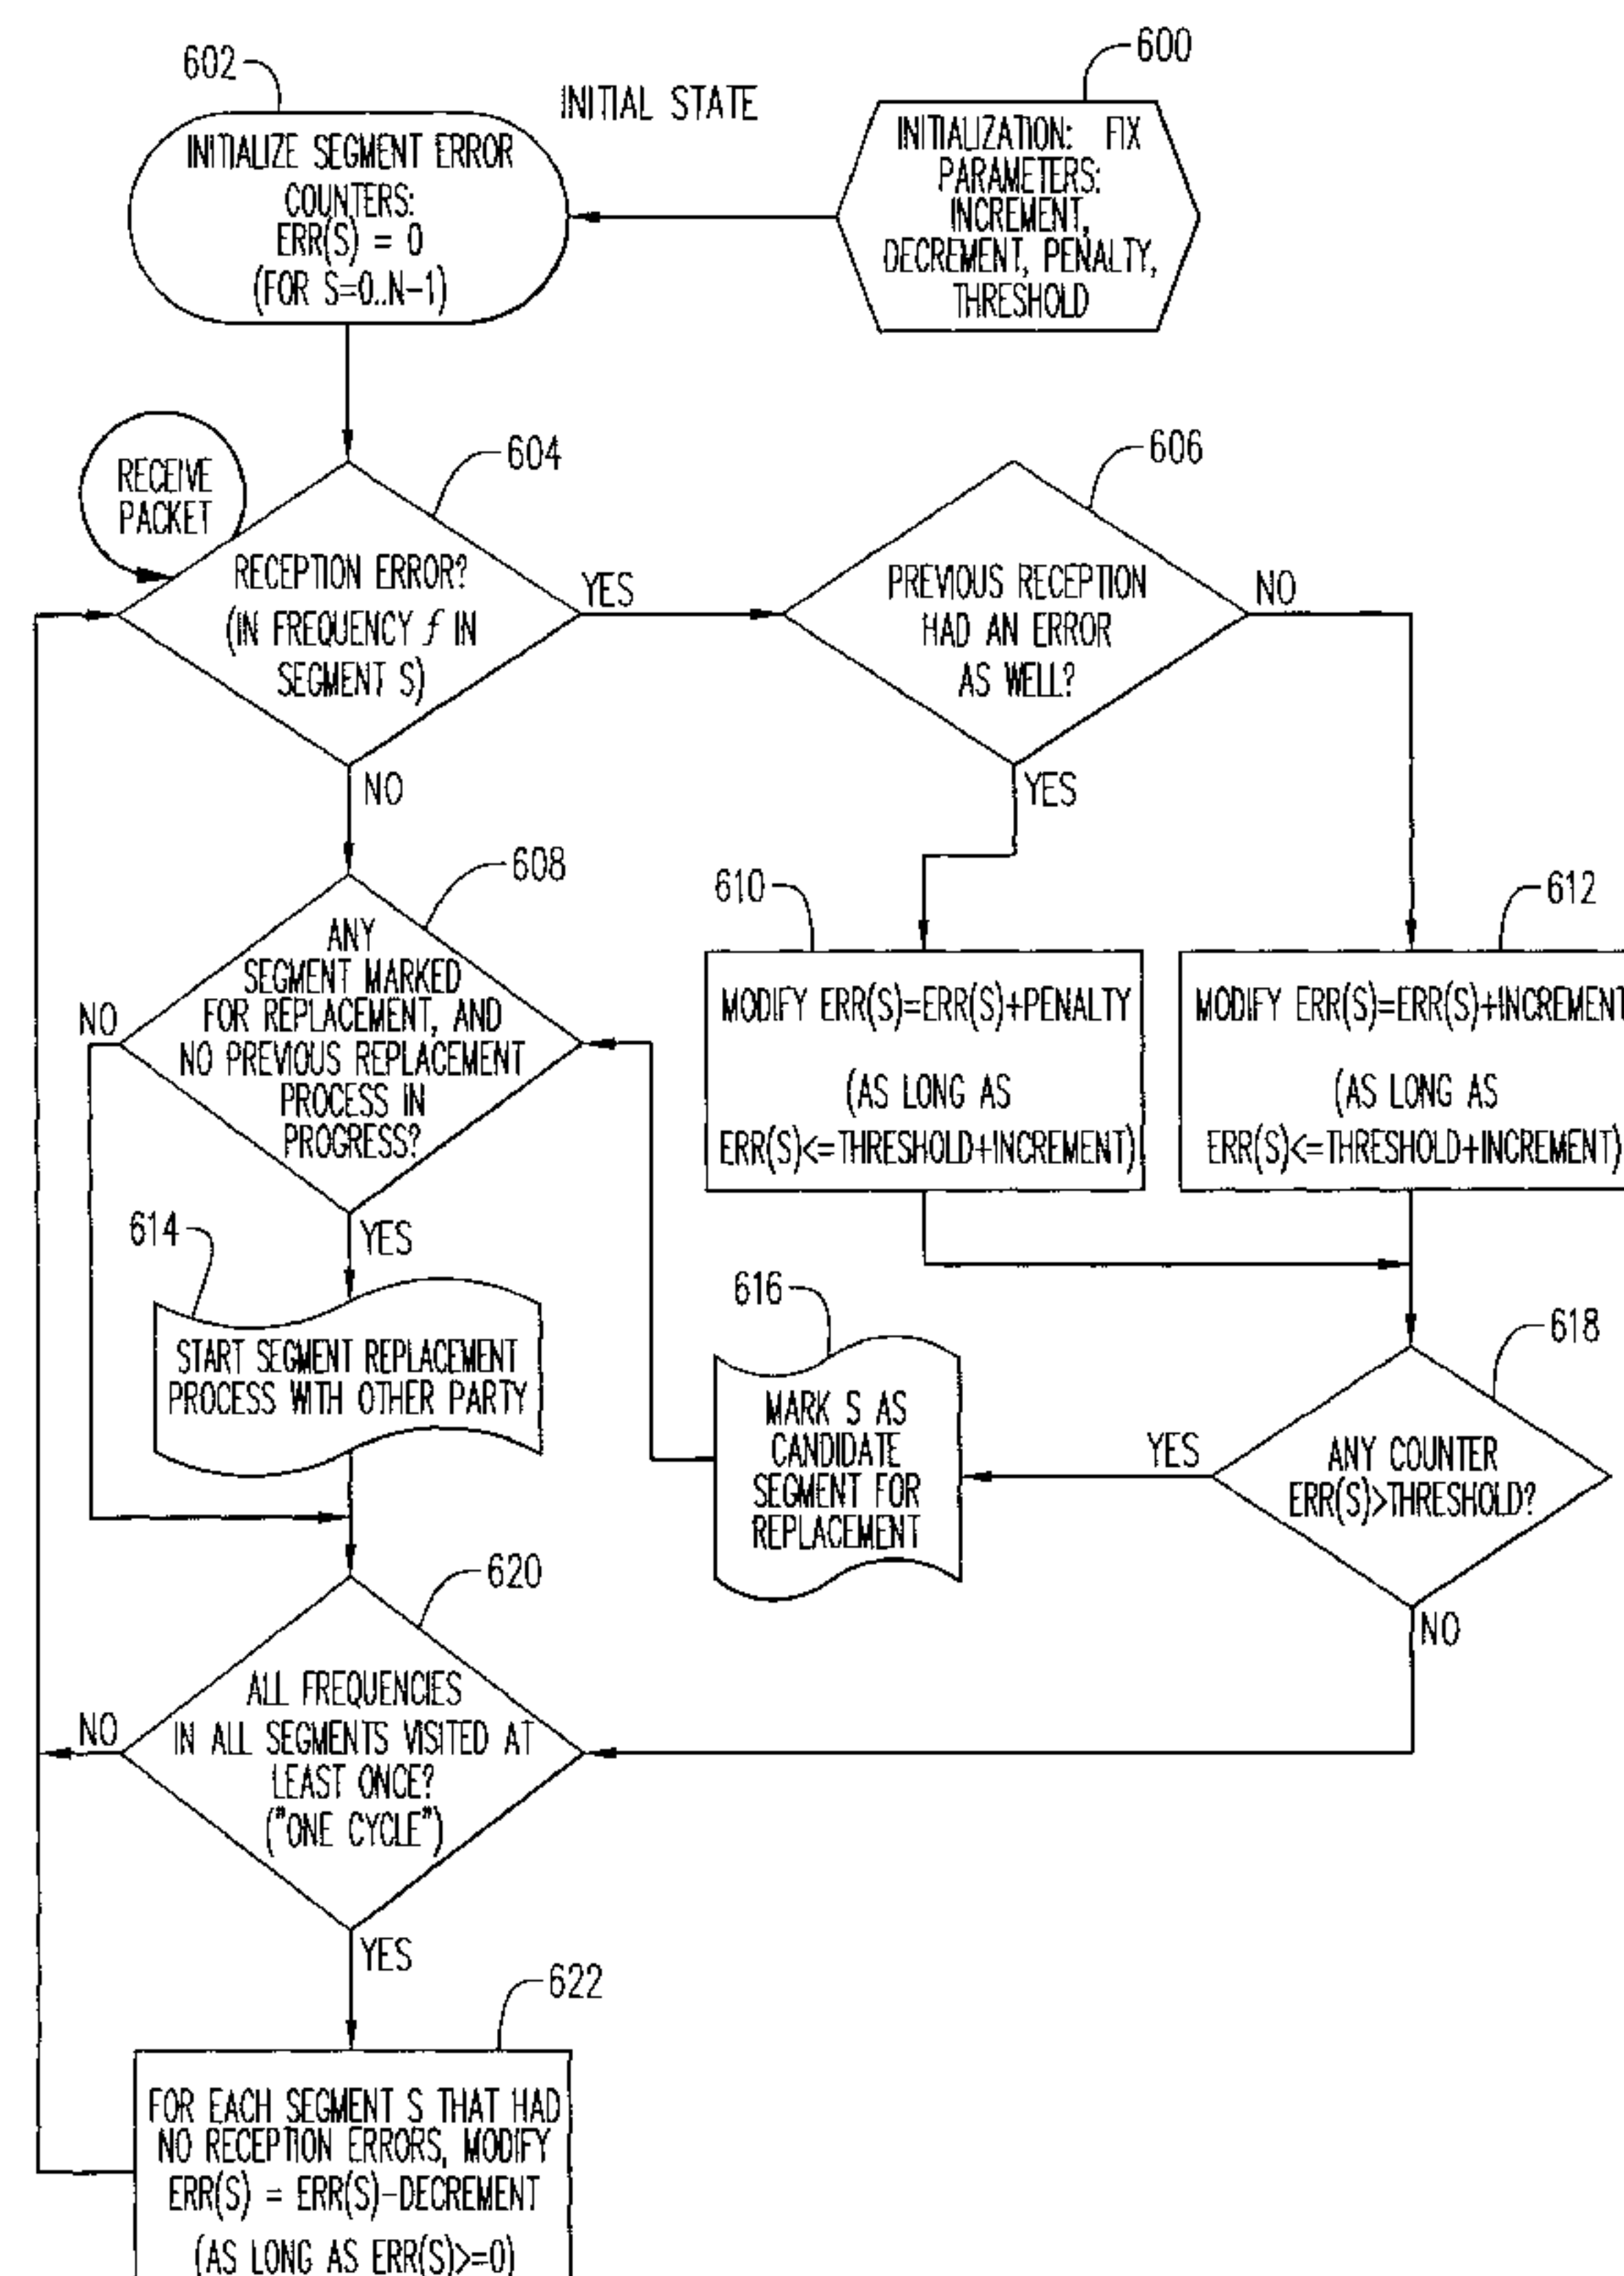 602
INITIAL STATE
600
INITIALIZE SEGMENT ERROR
COUNTERS:
ERR(S) = 0
(FOR S=0..N-1)
INITIALIZATION: FIX
PARAMETERS:
INCREMENT,
DECREMENT, PENALTY,
THRESHOLD
RECEIVE
PACKET
604
RECEPTION ERROR?
(IN FREQUENCY f IN
SEGMENT S)
YES
NO
606
PREVIOUS RECEPTION
HAD AN ERROR
AS WELL?
NO
YES
608
ANY
SEGMENT MARKED
FOR REPLACEMENT, AND
NO PREVIOUS REPLACEMENT
PROCESS IN
PROGRESS?
NO
YES
610
MODIFY ERR(S)=ERR(S)+PENALTY
(AS LONG AS
ERR(S)<=THRESHOLD+INCREMENT)
612
MODIFY ERR(S)=ERR(S)+INCREMENT
(AS LONG AS
ERR(S)<=THRESHOLD+INCREMENT)
614
START SEGMENT REPLACEMENT
PROCESS WITH OTHER PARTY
616
MARK S AS
CANDIDATE
SEGMENT FOR
REPLACEMENT
618
YES
ANY COUNTER
ERR(S)>THRESHOLD?
NO
620
ALL FREQUENCIES
IN ALL SEGMENTS VISITED AT
LEAST ONCE?
("ONE CYCLE")
NO
YES
622
FOR EACH SEGMENT S THAT HAD
NO RECEPTION ERRORS, MODIFY
ERR(S) = ERR(S)-DECREMENT
(AS LONG AS ERR(S)>=0)